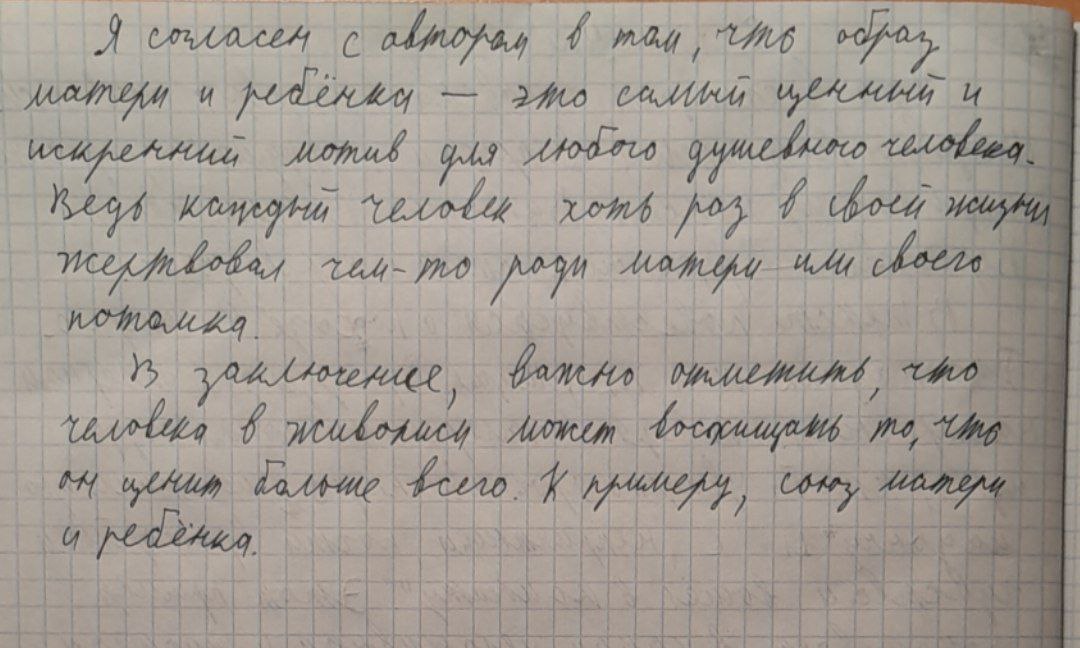 Я согласен с автором в том, что образ
матери и ребёнка — это самый ценный и
искренний мотив для любого душевного человека.
Ведь каждый человек хоть раз в своей жизни
жертвовал чем-то ради матери или своего
потомка.
В заключение, важно отметить, что
человека в живописи может восхищать то, что
он ценит больше всего. К примеру, союз матери
и ребёнка.